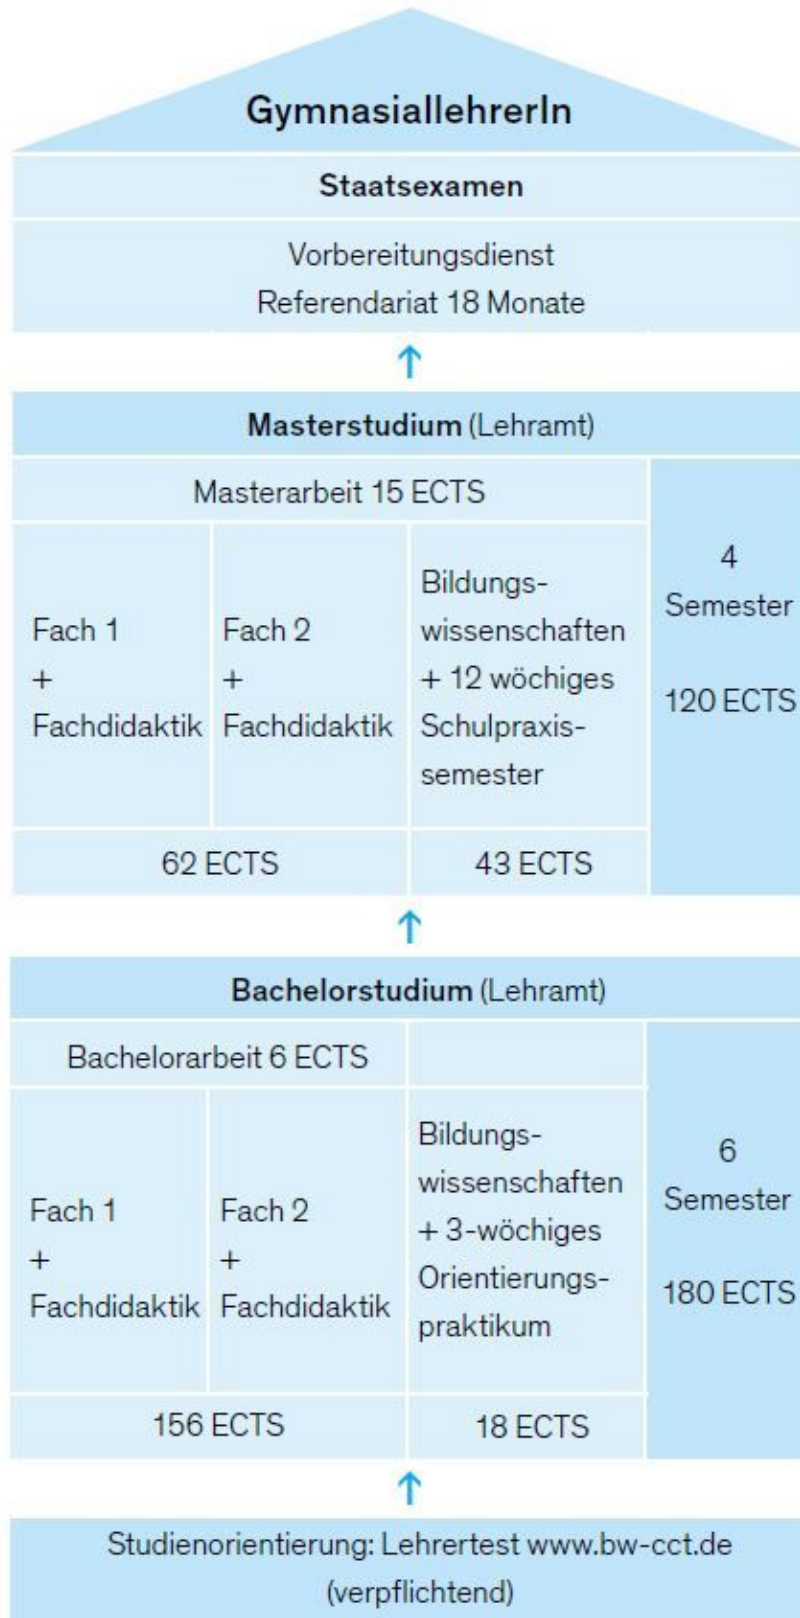 GymnasiallehrerIn
Staatsexamen
Vorbereitungsdienst
Referendariat 18 Monate
↑
Masterstudium (Lehramt)
Masterarbeit 15 ECTS
Fach 1
+
Fachdidaktik
Fach 2
+
Fachdidaktik
Bildungs-
wissenschaften
+ 12 wöchiges
Schulpraxis-
semester
4
Semester
120 ECTS
62 ECTS
43 ECTS
↑
Bachelorstudium (Lehramt)
Bachelorarbeit 6 ECTS
Fach 1
+
Fachdidaktik
Fach 2
+
Fachdidaktik
Bildungs-
wissenschaften
+ 3-wöchiges
Orientierungs-
praktikum
6
Semester
180 ECTS
156 ECTS
18 ECTS
↑
Studienorientierung: Lehrertest www.bw-cct.de
(verpflichtend)